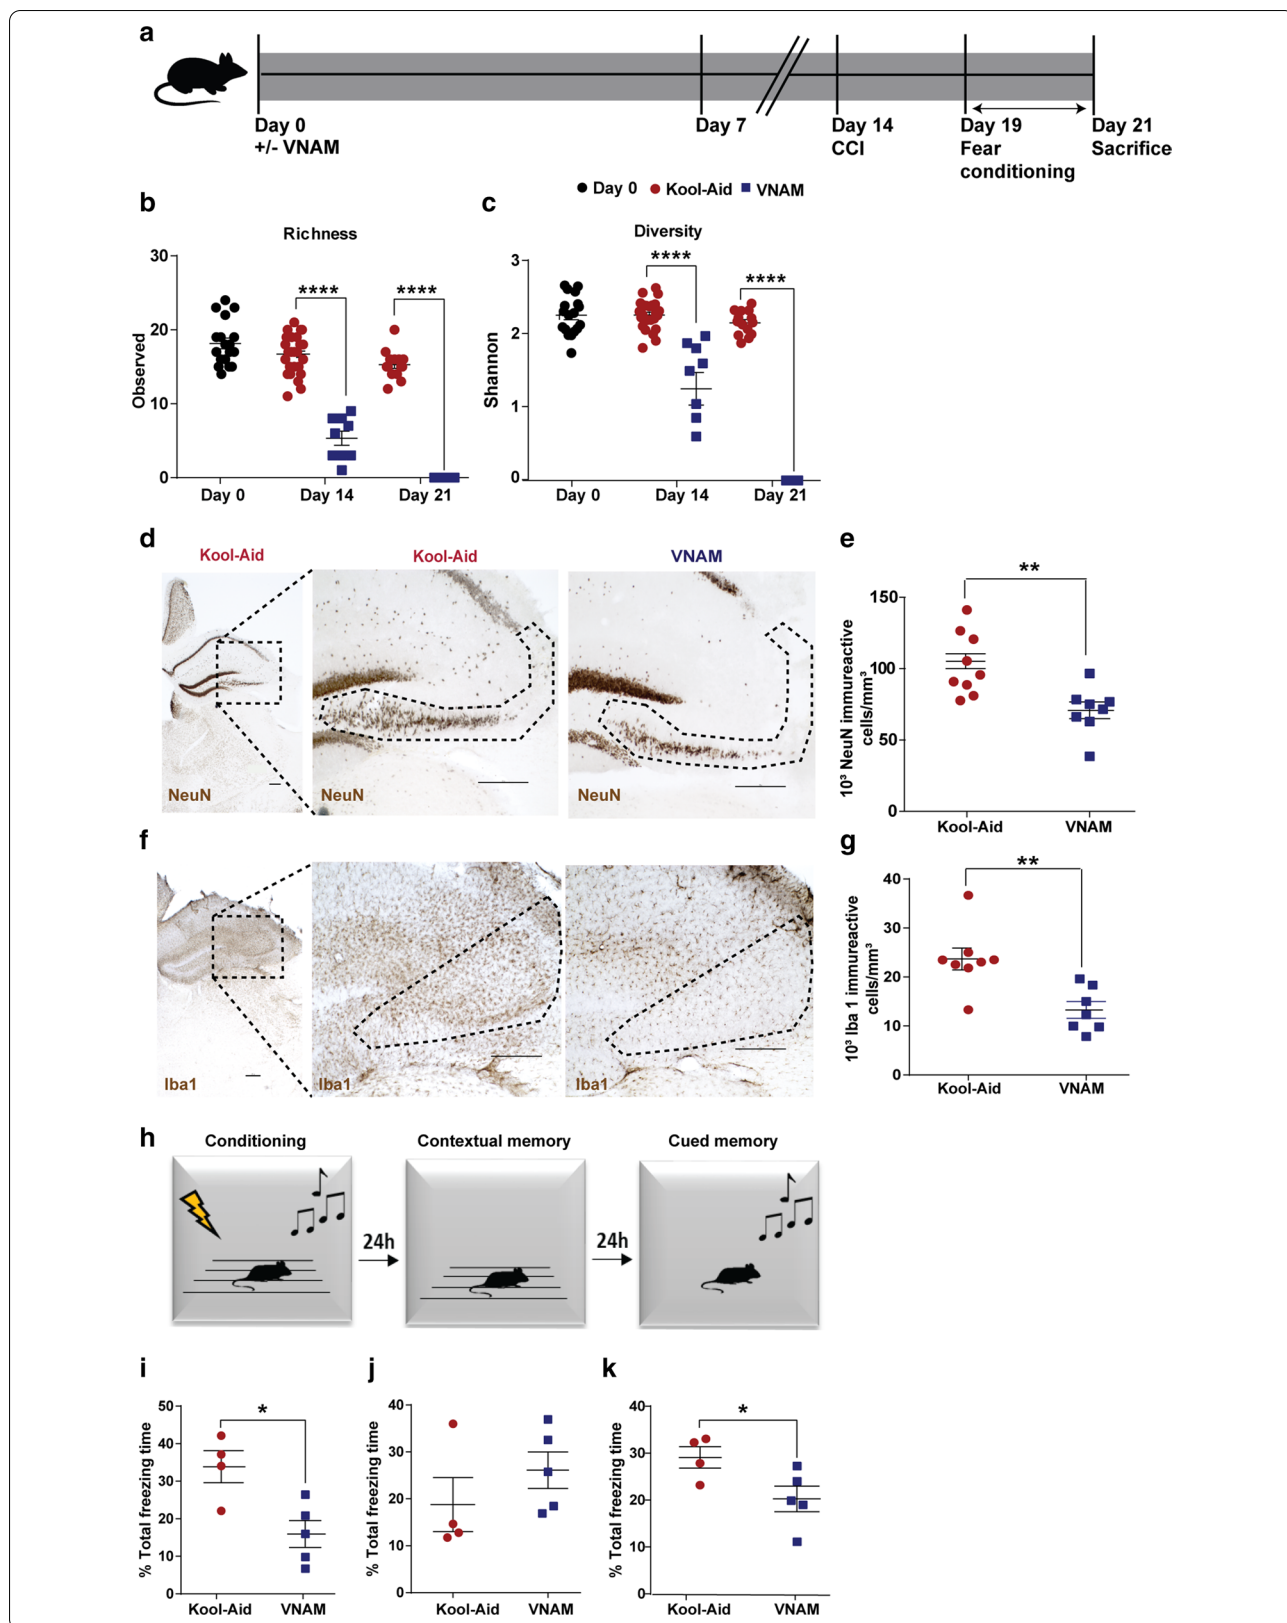 a
Day 0
+/- VNAM
Day 7
Day 14
CCI
Day 19
Fear
conditioning
Day 21
Sacrifice
Day 0 Kool-Aid VNAM
b
Richness
Observed
30
20
10
0
****
****
Day 0 Day 14 Day 21
c
Diversity
Shannon
3
2
1
0
****
****
Day 0 Day 14 Day 21
d
Kool-Aid Kool-Aid VNAM
NeuN NeuN NeuN
e
**
10³ NeuN immureactive
cells/mm³
150
100
50
0
Kool-Aid VNAM
f
Iba1 Iba1 Iba1
g
**
10³ Iba 1 immureactive
cells/mm³
40
30
20
10
0
Kool-Aid VNAM
h
Conditioning Contextual memory Cued memory
24h 24h
i
% Total freezing time
50
40
30
20
10
0
*
Kool-Aid VNAM
j
% Total freezing time
40
30
20
10
0
Kool-Aid VNAM
k
% Total freezing time
40
30
20
10
0
*
Kool-Aid VNAM